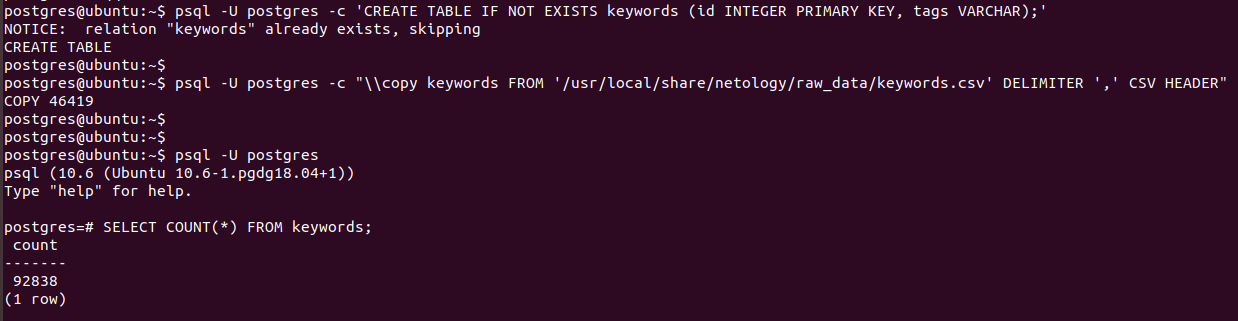 postgres@ubuntu:~$ psql -U postgres -c 'CREATE TABLE IF NOT EXISTS keywords (id INTEGER PRIMARY KEY, tags VARCHAR);'
NOTICE:  relation "keywords" already exists, skipping
CREATE TABLE
postgres@ubuntu:~$
postgres@ubuntu:~$ psql -U postgres -c "\\copy keywords FROM '/usr/local/share/netology/raw_data/keywords.csv' DELIMITER ',' CSV HEADER"
COPY 46419
postgres@ubuntu:~$
postgres@ubuntu:~$
postgres@ubuntu:~$ psql -U postgres
psql (10.6 (Ubuntu 10.6-1.pgdg18.04+1))
Type "help" for help.

postgres=# SELECT COUNT(*) FROM keywords;
 count
-------
 92838
(1 row)